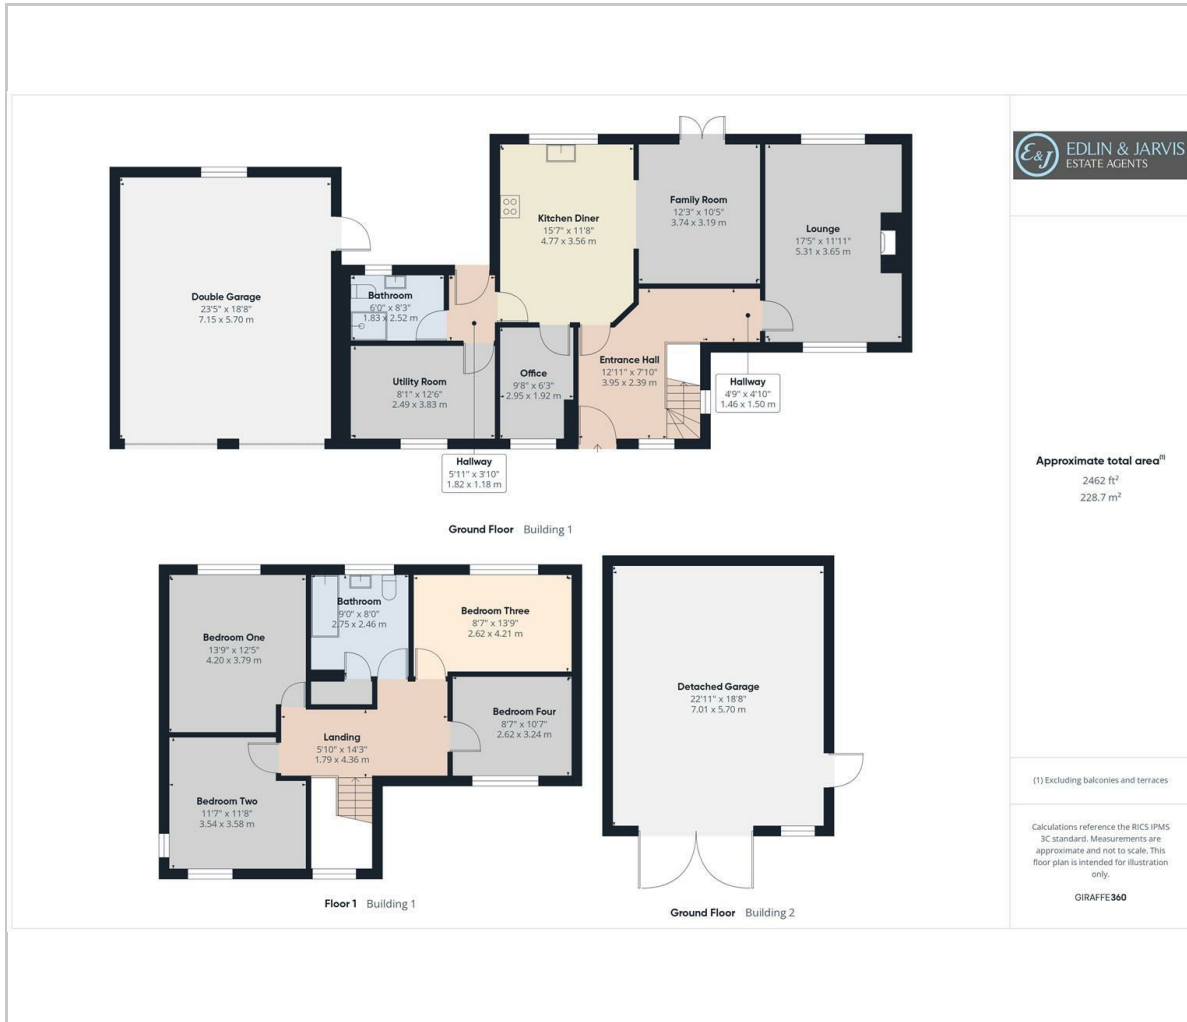 E&J
EDLIN & JARVIS
ESTATE AGENTS
Double Garage
23'5" x 18'8"
7.15 x 5.70 m
Bathroom
6'0" x 8'3"
1.83 x 2.52 m
Utility Room
8'1" x 12'6"
2.49 x 3.83 m
Kitchen Diner
15'7" x 11'8"
4.77 x 3.56 m
Family Room
12'3" x 10'5"
3.74 x 3.19 m
Lounge
17'5" x 11'11"
5.31 x 3.65 m
Office
9'8" x 6'3"
2.95 x 1.92 m
Entrance Hall
12'11" x 7'10"
3.95 x 2.39 m
Hallway
4'9" x 4'10"
1.46 x 1.50 m
Hallway
5'11" x 3'10"
1.82 x 1.18 m
Ground Floor Building 1
Bedroom One
13'9" x 12'5"
4.20 x 3.79 m
Bathroom
9'0" x 8'0"
2.75 x 2.46 m
Bedroom Three
8'7" x 13'9"
2.62 x 4.21 m
Bedroom Four
8'7" x 10'7"
2.62 x 3.24 m
Landing
5'10" x 14'3"
1.79 x 4.36 m
Bedroom Two
11'7" x 11'8"
3.54 x 3.58 m
Floor 1 Building 1
Detached Garage
22'11" x 18'8"
7.01 x 5.70 m
Ground Floor Building 2
Approximate total area(1)
2462 ft²
228.7 m²
(1) Excluding balconies and terraces
Calculations reference the RICS IPMS
3C standard. Measurements are
approximate and not to scale. This
floor plan is intended for illustration
only.
GIRAFFE360